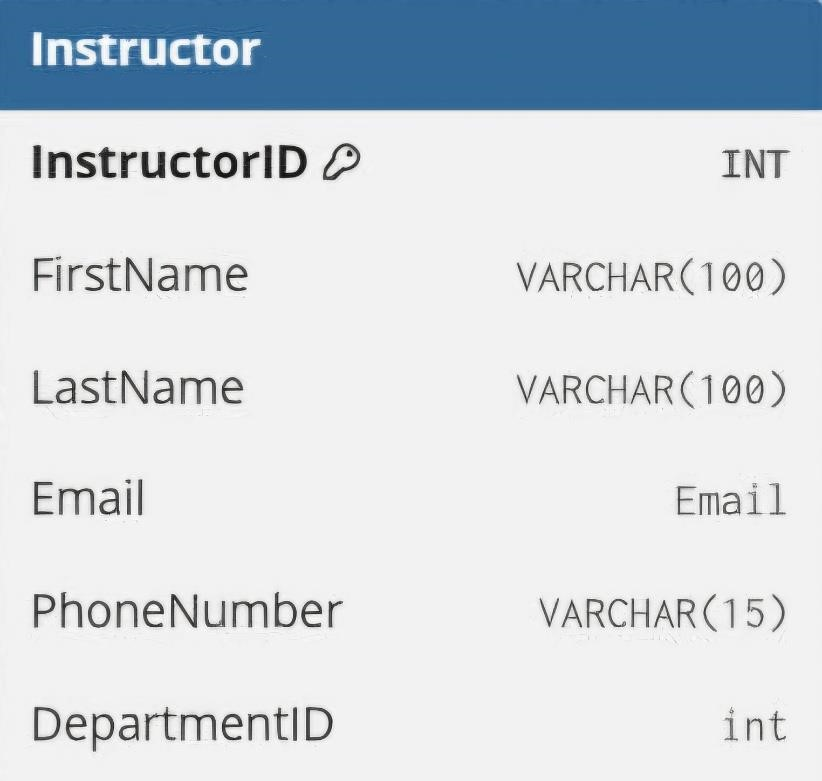 Instructor
InstructorID INT
FirstName VARCHAR(100)
LastName VARCHAR(100)
Email Email
PhoneNumber VARCHAR(15)
DepartmentID int